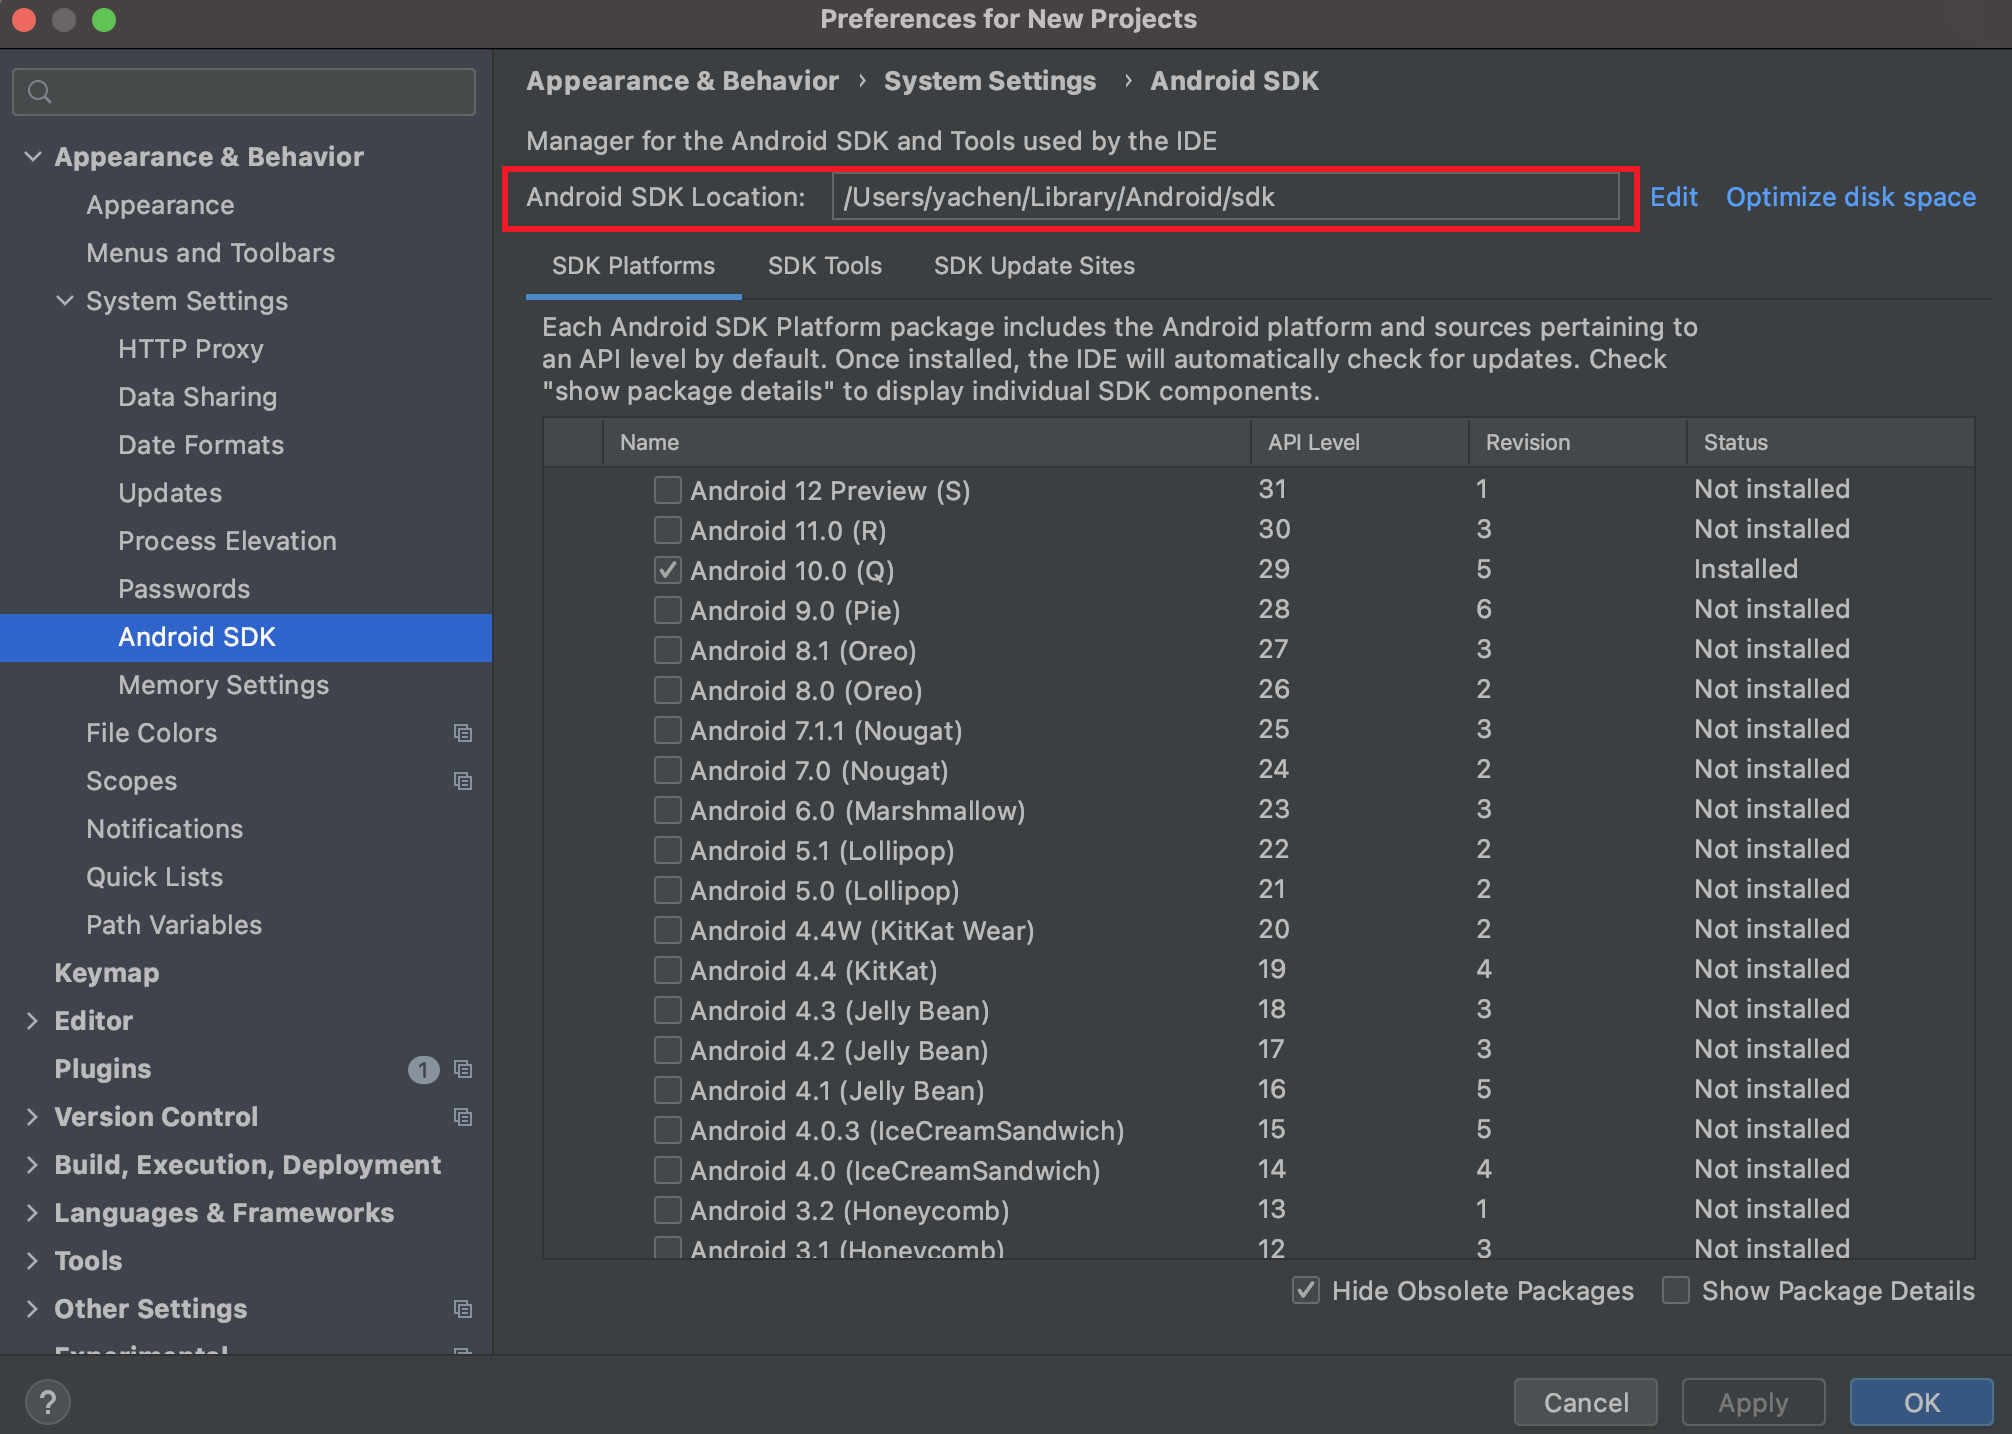 Preferences for New Projects
Appearance & Behavior
Appearance
Menus and Toolbars
System Settings
HTTP Proxy
Data Sharing
Date Formats
Updates
Process Elevation
Passwords
Android SDK
Memory Settings
File Colors
Scopes
Notifications
Quick Lists
Path Variables
Keymap
Editor
Plugins 1
Version Control
Build, Execution, Deployment
Languages & Frameworks
Tools
Other Settings
Experimental
Appearance & Behavior › System Settings › Android SDK
Manager for the Android SDK and Tools used by the IDE
Android SDK Location: /Users/yachen/Library/Android/sdk Edit Optimize disk space
SDK Platforms SDK Tools SDK Update Sites
Each Android SDK Platform package includes the Android platform and sources pertaining to
an API level by default. Once installed, the IDE will automatically check for updates. Check
"show package details" to display individual SDK components.
Name API Level Revision Status
Android 12 Preview (S) 31 1 Not installed
Android 11.0 (R) 30 3 Not installed
Android 10.0 (Q) 29 5 Installed
Android 9.0 (Pie) 28 6 Not installed
Android 8.1 (Oreo) 27 3 Not installed
Android 8.0 (Oreo) 26 2 Not installed
Android 7.1.1 (Nougat) 25 3 Not installed
Android 7.0 (Nougat) 24 2 Not installed
Android 6.0 (Marshmallow) 23 3 Not installed
Android 5.1 (Lollipop) 22 2 Not installed
Android 5.0 (Lollipop) 21 2 Not installed
Android 4.4W (KitKat Wear) 20 2 Not installed
Android 4.4 (KitKat) 19 4 Not installed
Android 4.3 (Jelly Bean) 18 3 Not installed
Android 4.2 (Jelly Bean) 17 3 Not installed
Android 4.1 (Jelly Bean) 16 5 Not installed
Android 4.0.3 (IceCreamSandwich) 15 5 Not installed
Android 4.0 (IceCreamSandwich) 14 4 Not installed
Android 3.2 (Honeycomb) 13 1 Not installed
Android 3.1 (Honeycomb) 12 3 Not installed
Hide Obsolete Packages Show Package Details
? Cancel Apply OK